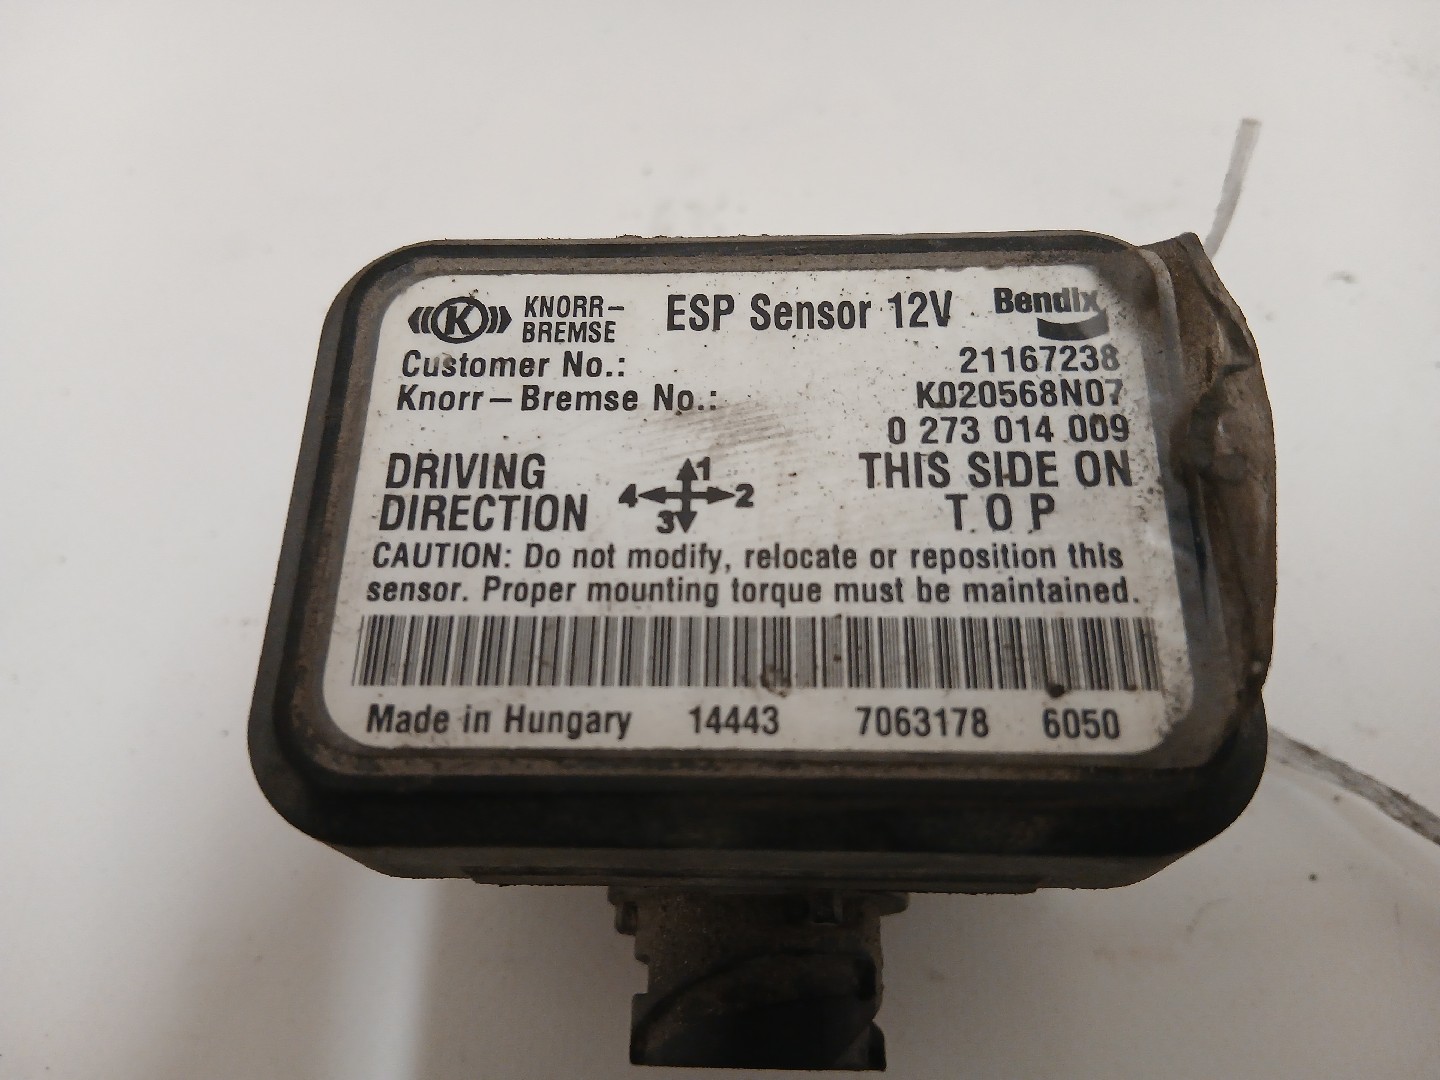 K KNORR-BREMSE ESP Sensor 12V Bendix
Customer No.: 21167238
Knorr-Bremse No.: K020568N07
0 273 014 009
DRIVING DIRECTION 1 2 3 4 THIS SIDE ON TOP
CAUTION: Do not modify, relocate or reposition this
sensor. Proper mounting torque must be maintained.
Made in Hungary 14443 7063178 6050